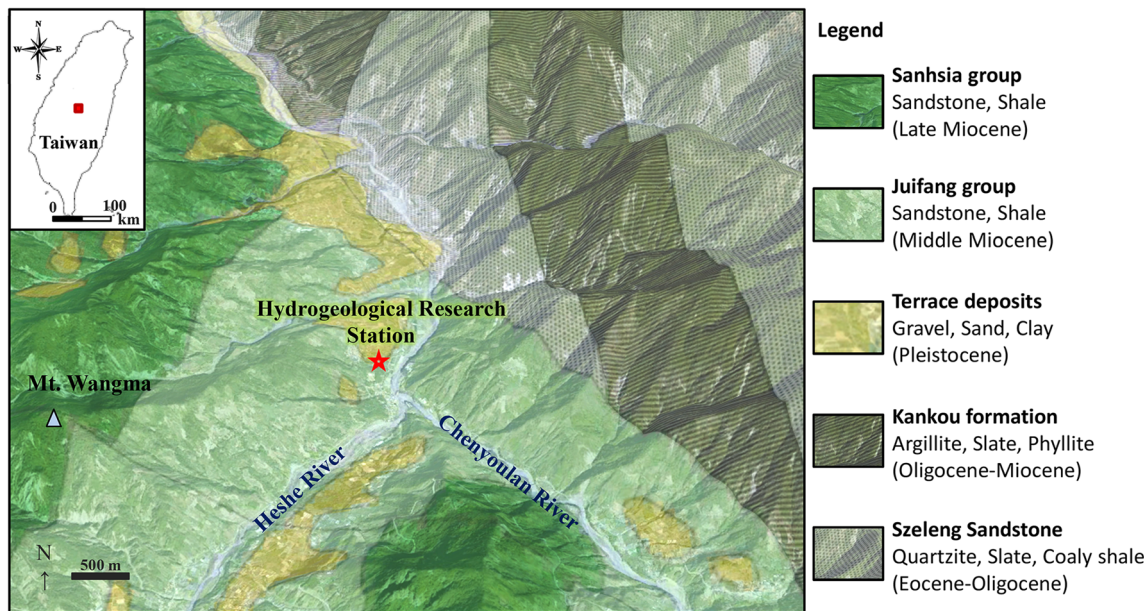 N
W E
S
Taiwan
0 100
km
Hydrogeological Research
Station
Mt. Wangma
Heshe River
Chenyoulan River
N
↑
500 m
Legend
Sanhsia group
Sandstone, Shale
(Late Miocene)
Juifang group
Sandstone, Shale
(Middle Miocene)
Terrace deposits
Gravel, Sand, Clay
(Pleistocene)
Kankou formation
Argillite, Slate, Phyllite
(Oligocene-Miocene)
Szeleng Sandstone
Quartzite, Slate, Coaly shale
(Eocene-Oligocene)